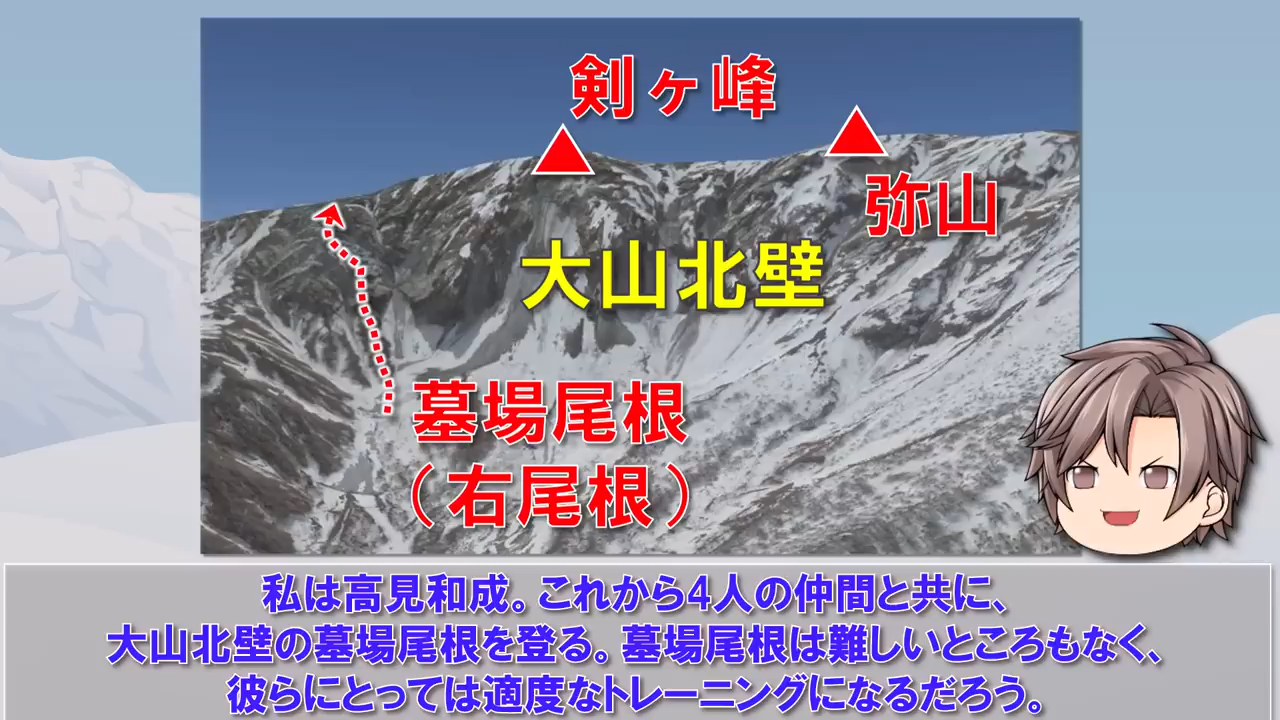 剣ヶ峰
弥山
大山北壁
墓場尾根
（右尾根）
私は高見和成。これから4人の仲間と共に、
大山北壁の墓場尾根を登る。墓場尾根は難しいところもなく、
彼らにとっては適度なトレーニングになるだろう。